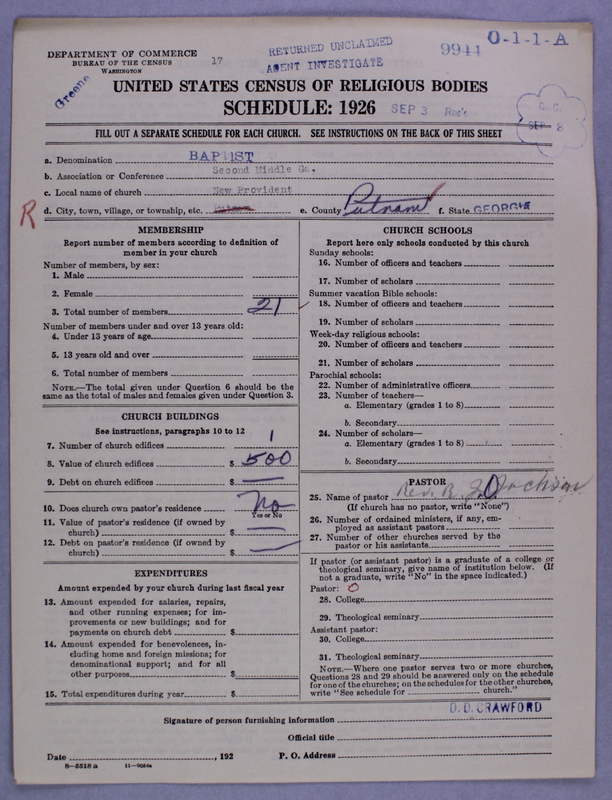 DEPARTMENT OF COMMERCE
BUREAU OF THE CENSUS
WASHINGTON
17
RETURNED UNCLAIMED
AGENT INVESTIGATE
9944
0-1-1-A
Greene
UNITED STATES CENSUS OF RELIGIOUS BODIES
SCHEDULE: 1926
SEP 3 Rec'd
O. C.
SEP 8
FILL OUT A SEPARATE SCHEDULE FOR EACH CHURCH. SEE INSTRUCTIONS ON THE BACK OF THIS SHEET
a. Denomination BAPTIST
b. Association or Conference Second Middle Ga.
c. Local name of church New Provident
R
d. City, town, village, or township, etc.
e. County Putnam
f. State GEORGIA
MEMBERSHIP
Report number of members according to definition of
member in your church
Number of members, by sex:
1. Male
2. Female
3. Total number of members 21
Number of members under and over 13 years old:
4. Under 13 years of age
5. 13 years old and over
6. Total number of members
NOTE.—The total given under Question 6 should be
same as the total of males and females given under Question 3.
CHURCH BUILDINGS
See instructions, paragraphs 10 to 12
7. Number of church edifices 1
8. Value of church edifices $ 500
9. Debt on church edifices $ —
10. Does church own pastor's residence No
Yes or No
11. Value of pastor's residence (if owned by
church) $ —
12. Debt on pastor's residence (if owned by
church) $ —
EXPENDITURES
Amount expended by your church during last fiscal year
13. Amount expended for salaries, repairs,
and other running expenses; for im-
provements or new buildings; and for
payments on church debt $
14. Amount expended for benevolences, in-
cluding home and foreign missions; for
denominational support; and for all
other purposes $
15. Total expenditures during year $
CHURCH SCHOOLS
Report here only schools conducted by this church
Sunday schools:
16. Number of officers and teachers
17. Number of scholars
Summer vacation Bible schools:
18. Number of officers and teachers
19. Number of scholars
Week-day religious schools:
20. Number of officers and teachers
21. Number of scholars
Parochial schools:
22. Number of administrative officers
23. Number of teachers—
a. Elementary (grades 1 to 8)
b. Secondary
24. Number of scholars—
a. Elementary (grades 1 to 8)
b. Secondary
PASTOR
25. Name of pastor Rev. R. J. Jackson
(If church has no pastor, write "None")
26. Number of ordained ministers, if any, em-
ployed as assistant pastors
27. Number of other churches served by the
pastor or his assistants
If pastor (or assistant pastor) is a graduate of a college or
theological seminary, give name of institution below. (If
not a graduate, write "No" in the space indicated.)
Pastor: 0
28. College
29. Theological seminary
Assistant pastor:
30. College
31. Theological seminary
NOTE.—Where one pastor serves two or more churches,
Questions 28 and 29 should be answered only on the schedule
for one of the churches; on the schedules for the other churches,
write "See schedule for church."
D. D. CRAWFORD
Signature of person furnishing information
Official title
Date , 192
P. O. Address
8—5518 a 11—9084a